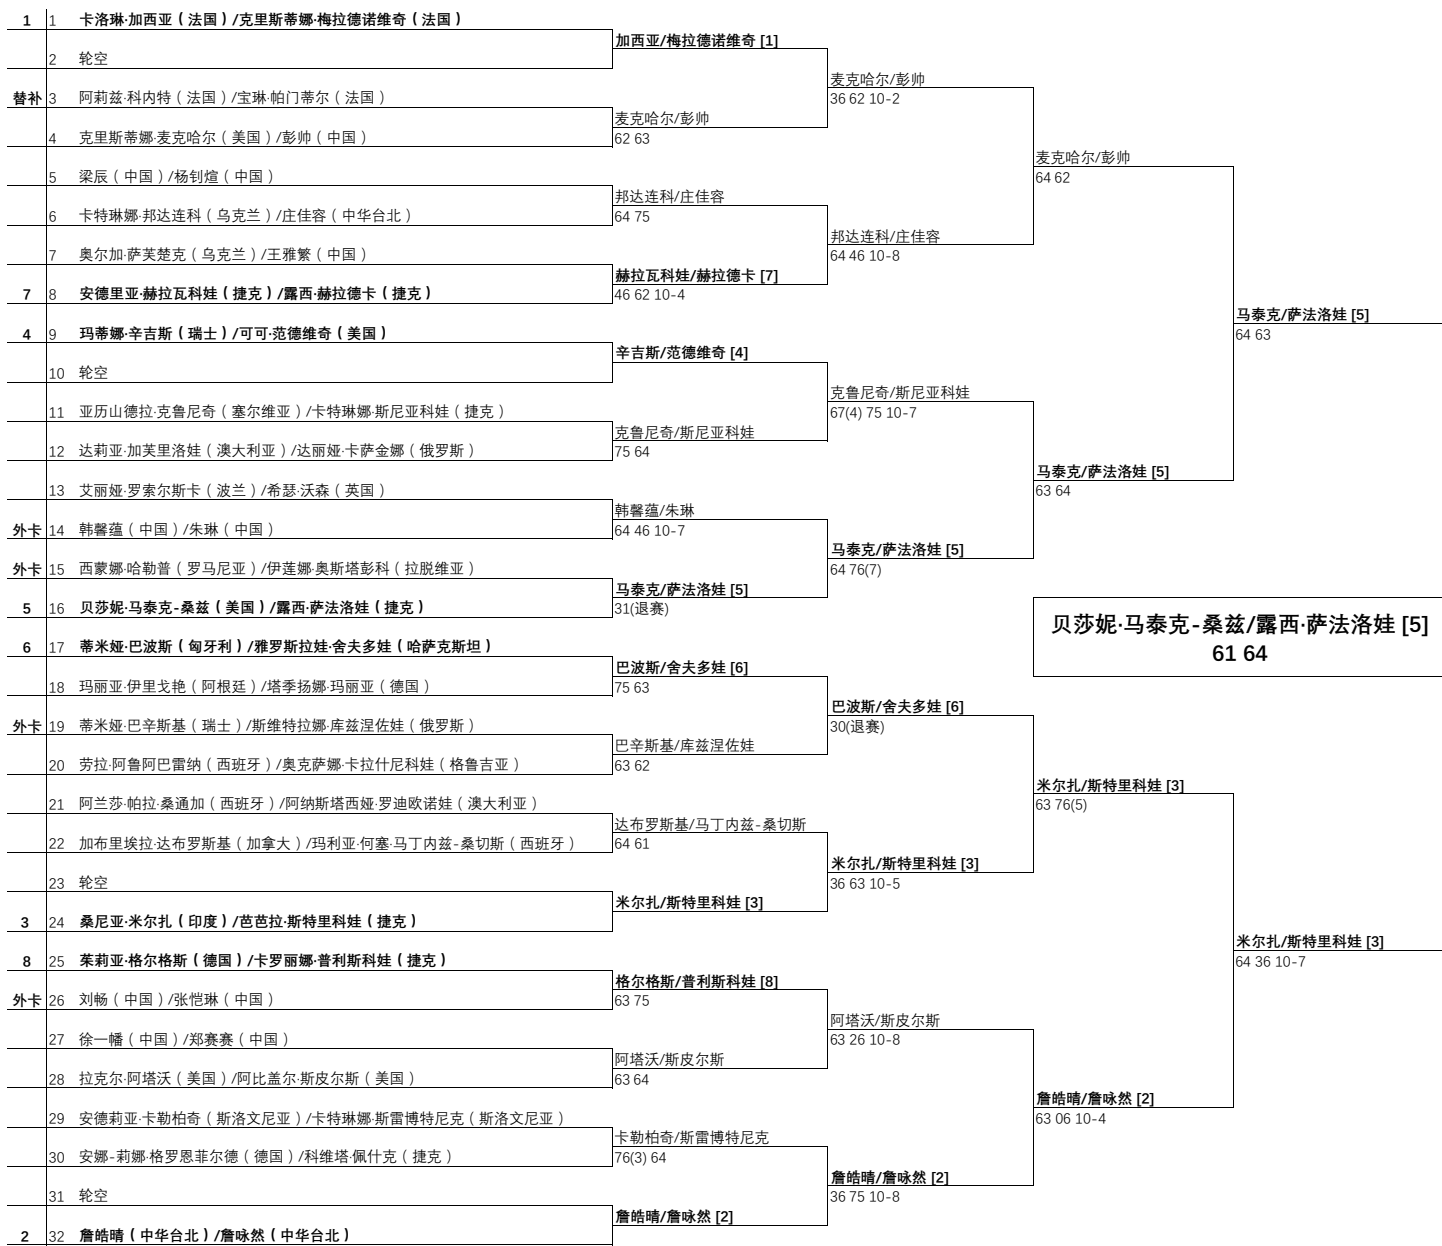 1 1 卡洛琳·加西亚（法国）/克里斯蒂娜·梅拉德诺维奇（法国）
加西亚/梅拉德诺维奇 [1]
2 轮空
麦克哈尔/彭帅
36 62 10-2
替补 3 阿莉兹·科内特（法国）/宝琳·帕门蒂尔（法国）
麦克哈尔/彭帅
62 63
4 克里斯蒂娜·麦克哈尔（美国）/彭帅（中国）
麦克哈尔/彭帅
64 62
5 梁辰（中国）/杨钊煊（中国）
邦达连科/庄佳容
64 75
6 卡特琳娜·邦达连科（乌克兰）/庄佳容（中华台北）
邦达连科/庄佳容
64 46 10-8
7 奥尔加·萨芙楚克（乌克兰）/王雅繁（中国）
赫拉瓦科娃/赫拉德卡 [7]
46 62 10-4
7 8 安德里亚·赫拉瓦科娃（捷克）/露西·赫拉德卡（捷克）
马泰克/萨法洛娃 [5]
64 63
4 9 玛蒂娜·辛吉斯（瑞士）/可可·范德维奇（美国）
辛吉斯/范德维奇 [4]
10 轮空
克鲁尼奇/斯尼亚科娃
67(4) 75 10-7
11 亚历山德拉·克鲁尼奇（塞尔维亚）/卡特琳娜·斯尼亚科娃（捷克）
克鲁尼奇/斯尼亚科娃
75 64
12 达莉亚·加芙里洛娃（澳大利亚）/达丽娅·卡萨金娜（俄罗斯）
马泰克/萨法洛娃 [5]
63 64
13 艾丽娅·罗索尔斯卡（波兰）/希瑟·沃森（英国）
韩馨蕴/朱琳
64 46 10-7
外卡 14 韩馨蕴（中国）/朱琳（中国）
马泰克/萨法洛娃 [5]
64 76(7)
外卡 15 西蒙娜·哈勒普（罗马尼亚）/伊莲娜·奥斯塔彭科（拉脱维亚）
马泰克/萨法洛娃 [5]
31(退赛)
5 16 贝莎妮·马泰克-桑兹（美国）/露西·萨法洛娃（捷克）
贝莎妮·马泰克-桑兹/露西·萨法洛娃 [5]
61 64
6 17 蒂米娅·巴波斯（匈牙利）/雅罗斯拉娃·舍夫多娃（哈萨克斯坦）
巴波斯/舍夫多娃 [6]
75 63
18 玛丽亚·伊里戈艳（阿根廷）/塔季扬娜·玛丽亚（德国）
巴波斯/舍夫多娃 [6]
30(退赛)
外卡 19 蒂米娅·巴辛斯基（瑞士）/斯维特拉娜·库兹涅佐娃（俄罗斯）
巴辛斯基/库兹涅佐娃
63 62
20 劳拉·阿鲁阿巴雷纳（西班牙）/奥克萨娜·卡拉什尼科娃（格鲁吉亚）
米尔扎/斯特里科娃 [3]
63 76(5)
21 阿兰莎·帕拉·桑通加（西班牙）/阿纳斯塔西娅·罗迪欧诺娃（澳大利亚）
达布罗斯基/马丁内兹-桑切斯
64 61
22 加布里埃拉·达布罗斯基（加拿大）/玛利亚·何塞·马丁内兹-桑切斯（西班牙）
米尔扎/斯特里科娃 [3]
36 63 10-5
23 轮空
米尔扎/斯特里科娃 [3]
3 24 桑尼亚·米尔扎（印度）/芭芭拉·斯特里科娃（捷克）
米尔扎/斯特里科娃 [3]
64 36 10-7
8 25 茱莉亚·格尔格斯（德国）/卡罗丽娜·普利斯科娃（捷克）
格尔格斯/普利斯科娃 [8]
63 75
外卡 26 刘畅（中国）/张恺琳（中国）
阿塔沃/斯皮尔斯
63 26 10-8
27 徐一幡（中国）/郑赛赛（中国）
阿塔沃/斯皮尔斯
63 64
28 拉克尔·阿塔沃（美国）/阿比盖尔·斯皮尔斯（美国）
詹皓晴/詹咏然 [2]
63 06 10-4
29 安德莉亚·卡勒柏奇（斯洛文尼亚）/卡特琳娜·斯雷博特尼克（斯洛文尼亚）
卡勒柏奇/斯雷博特尼克
76(3) 64
30 安娜-莉娜·格罗恩菲尔德（德国）/科维塔·佩什克（捷克）
詹皓晴/詹咏然 [2]
36 75 10-8
31 轮空
詹皓晴/詹咏然 [2]
2 32 詹皓晴（中华台北）/詹咏然（中华台北）